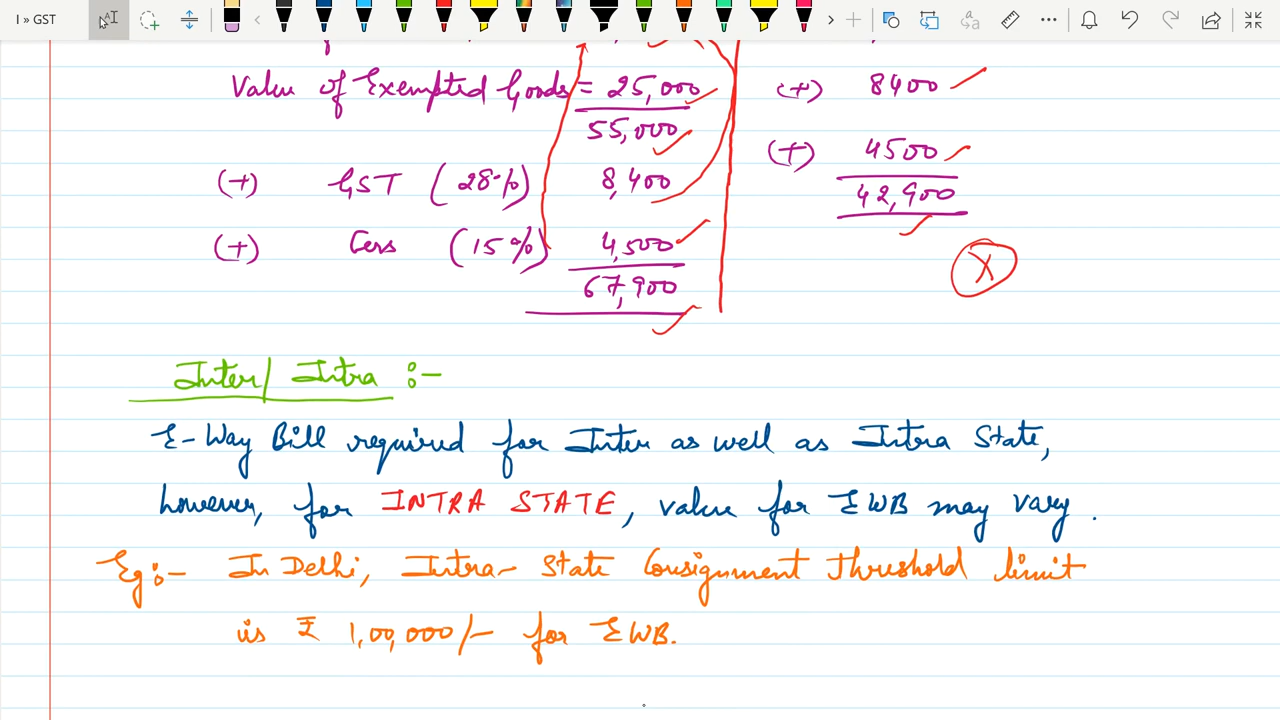 I » GST
Value of Exempted Goods = 25,000
55,000
(+) GST (28%) 8,400
(+) Cess (15%) 4,500
67,900
(+) 8400
(+) 4500
42,900
X
Inter/ Intra :-
E-Way Bill required for Inter as well as Intra State,
however, for INTRA STATE, value for EWB may vary.
Eg:- In Delhi, Intra-State Consignment Threshold limit
is ₹ 1,00,000/- for EWB.